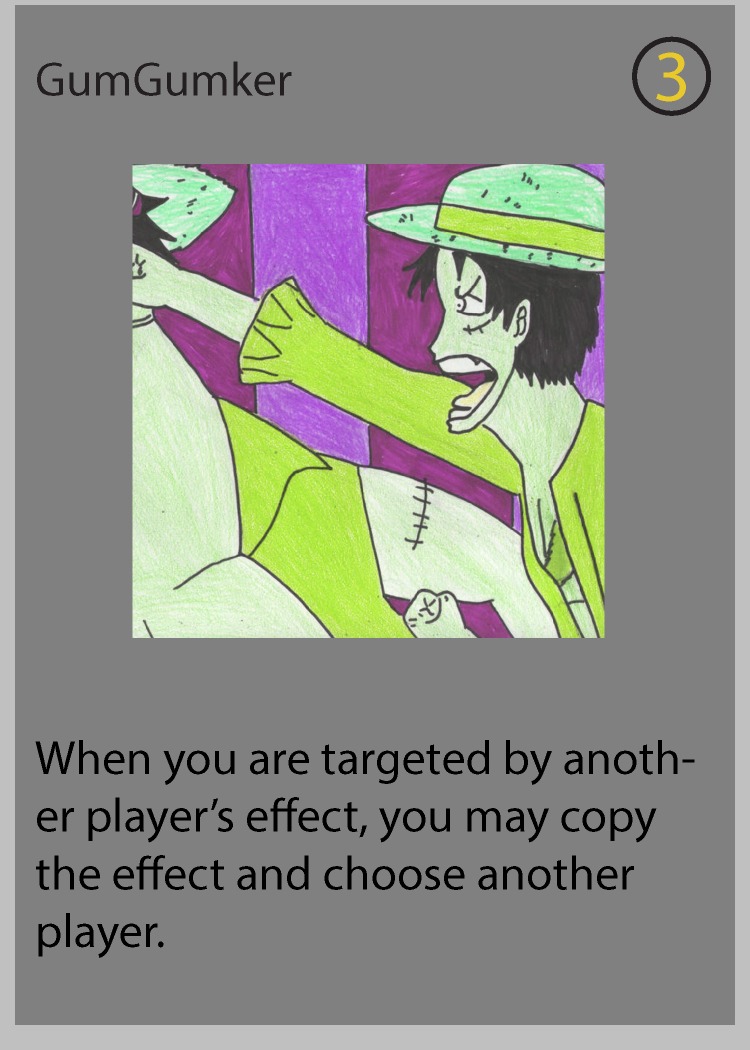 GumGumker
3
When you are targeted by anoth-
er player’s effect, you may copy
the effect and choose another
player.